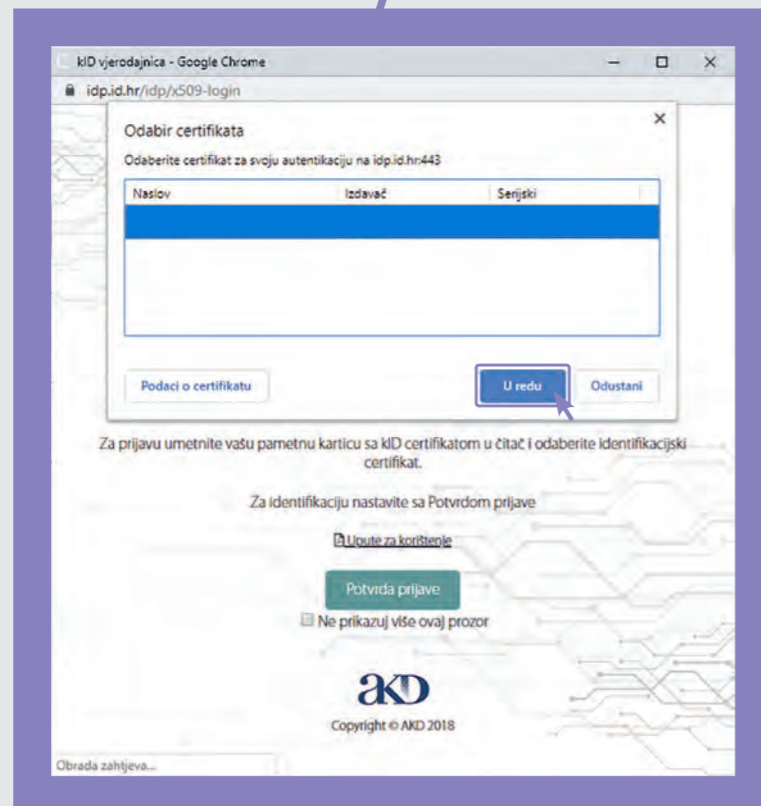 kID vjerodajnica - Google Chrome
idp.id.hr/idp/x509-login
Odabir certifikata
Odaberite certifikat za svoju autentikaciju na idp.id.hr:443
Naslov Izdavač Serijski
Podaci o certifikatu U redu Odustani
Za prijavu umetnite vašu pametnu karticu sa kID certifikatom u čitač i odaberite identifikacijski
certifikat.
Za identifikaciju nastavite sa Potvrdom prijave
Upute za korištenje
Potvrda prijave
Ne prikazuj više ovaj prozor
akd
Copyright © AKD 2018
Obrada zahtjeva...